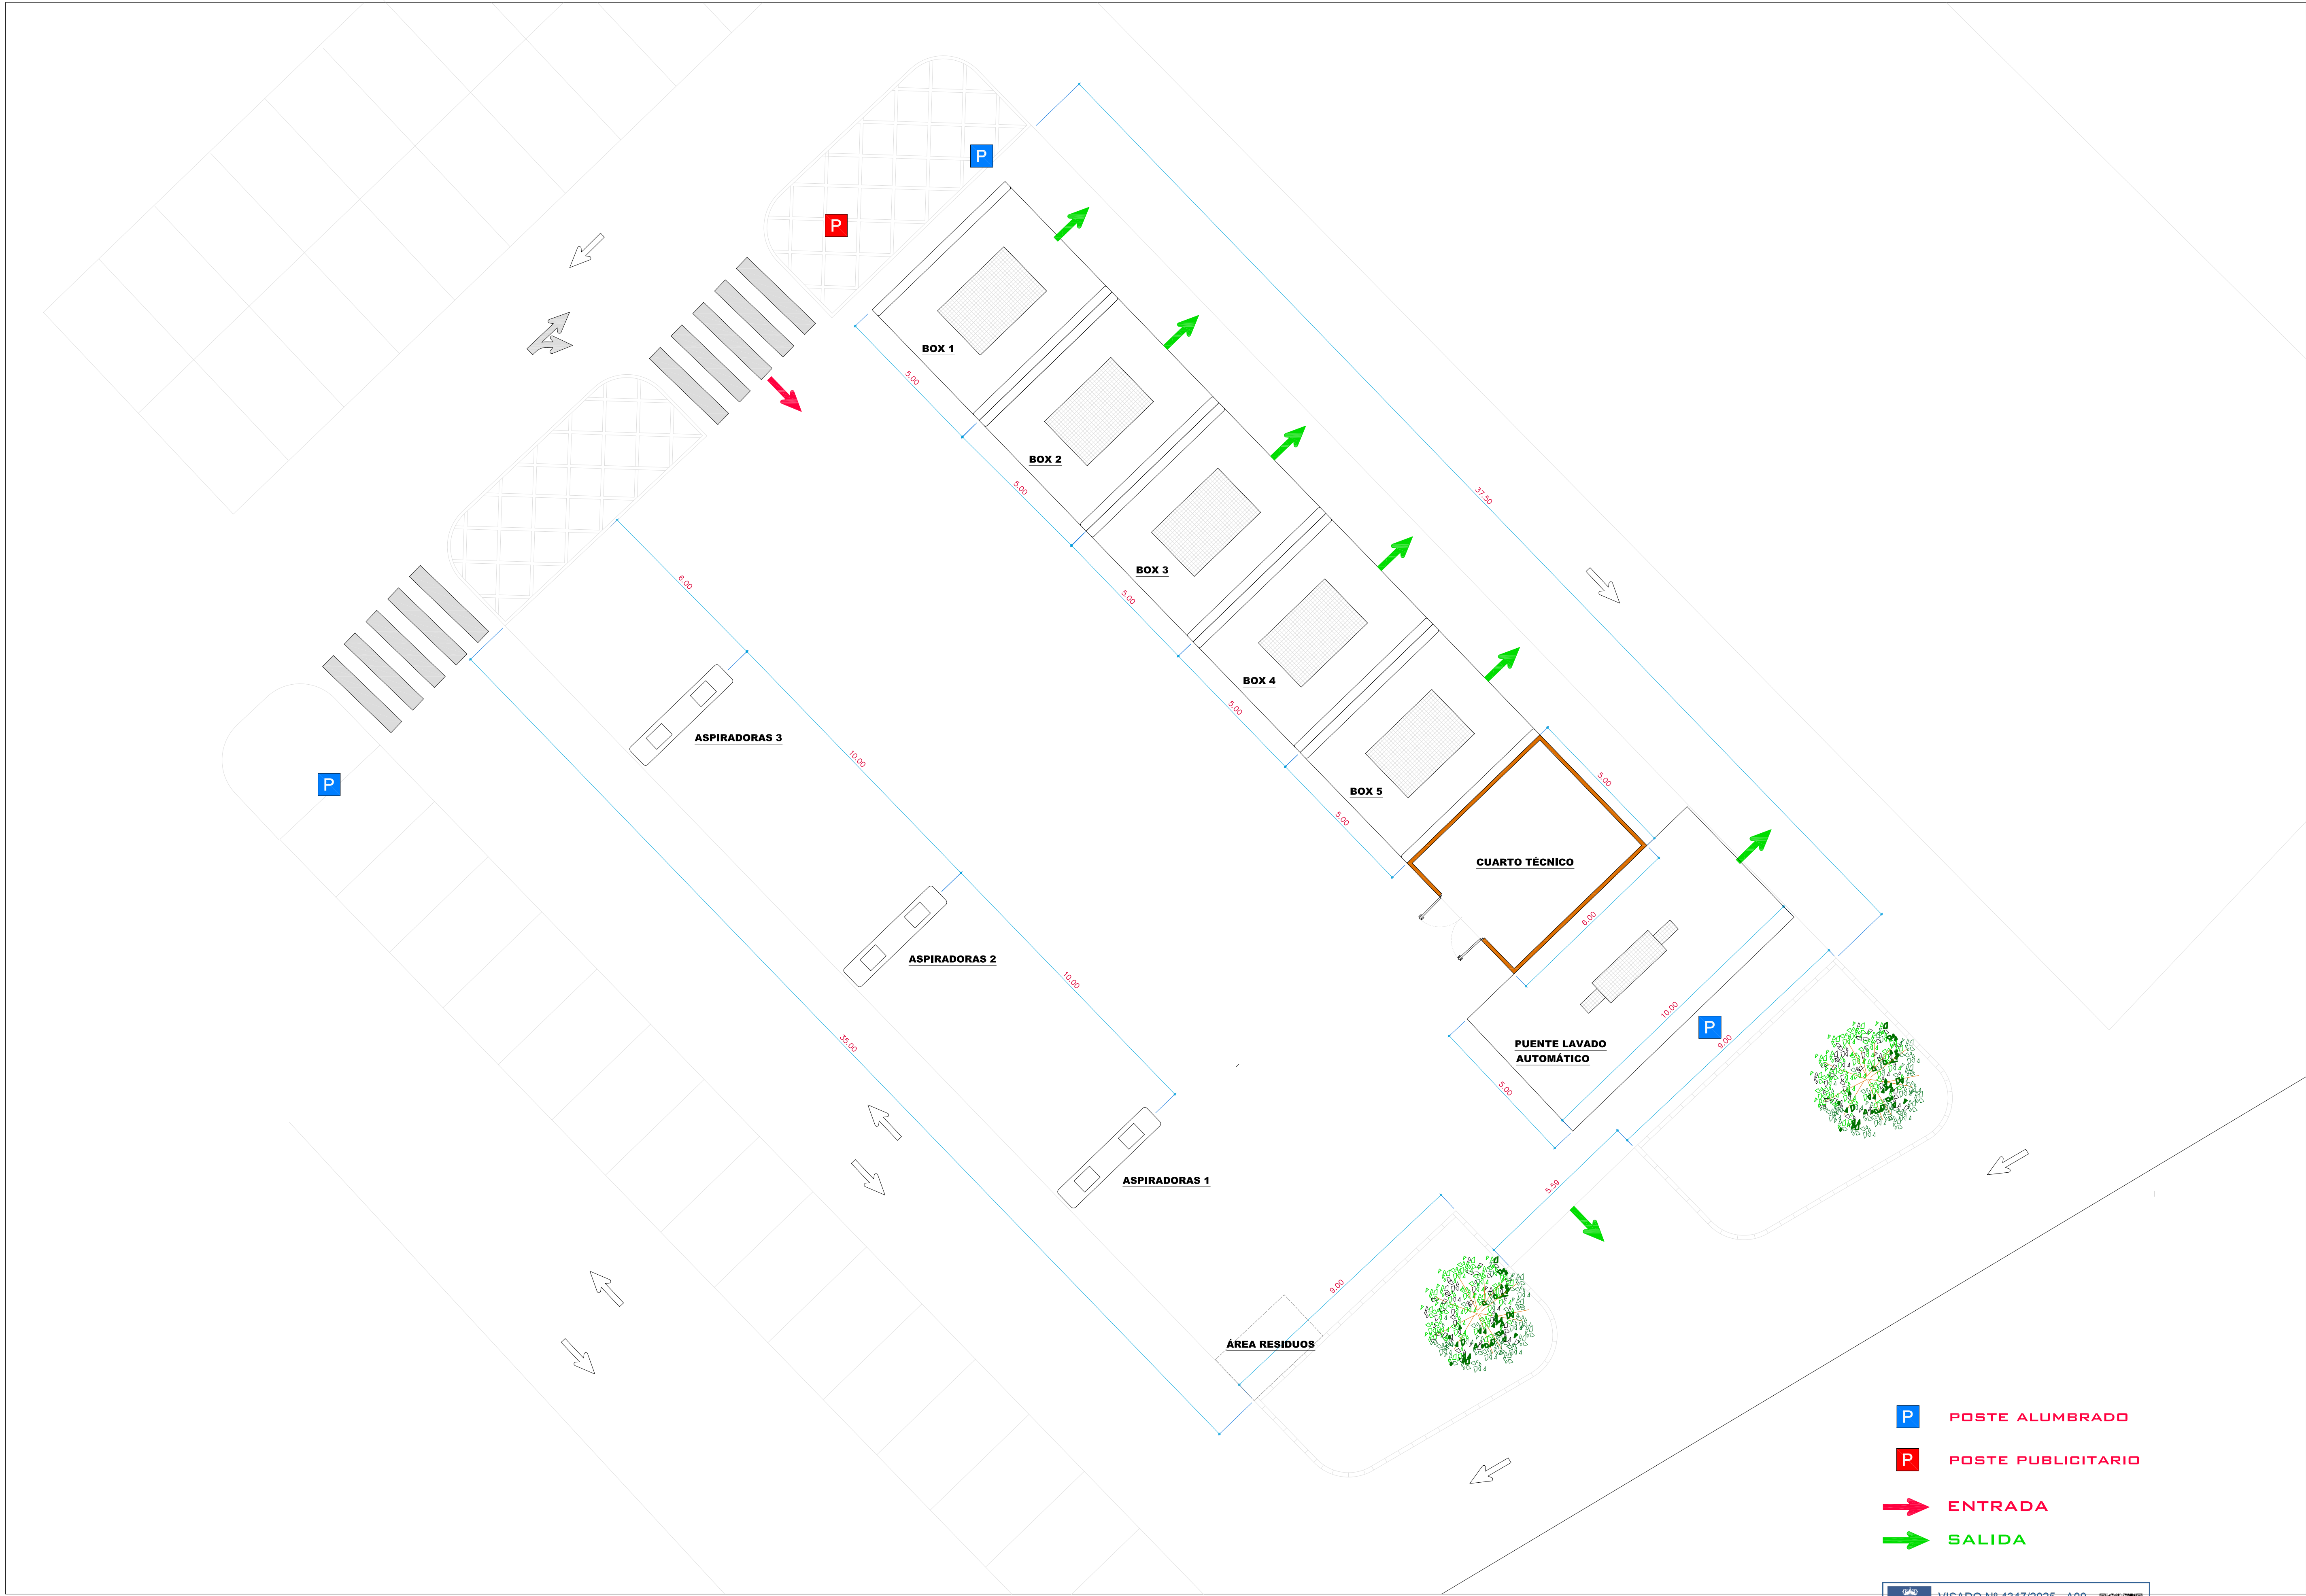 P
P
BOX 1
5.00
BOX 2
5.00
37.50
BOX 3
5.00
6.00
BOX 4
5.00
ASPIRADORAS 3
10.00
P
BOX 5
5.00
5.00
CUARTO TÉCNICO
6.00
ASPIRADORAS 2
10.00
10.00
P
35.00
PUENTE LAVADO
AUTOMÁTICO
9.00
5.00
ASPIRADORAS 1
5.59
9.00
ÁREA RESIDUOS
P POSTE ALUMBRADO
P POSTE PUBLICITARIO
ENTRADA
SALIDA